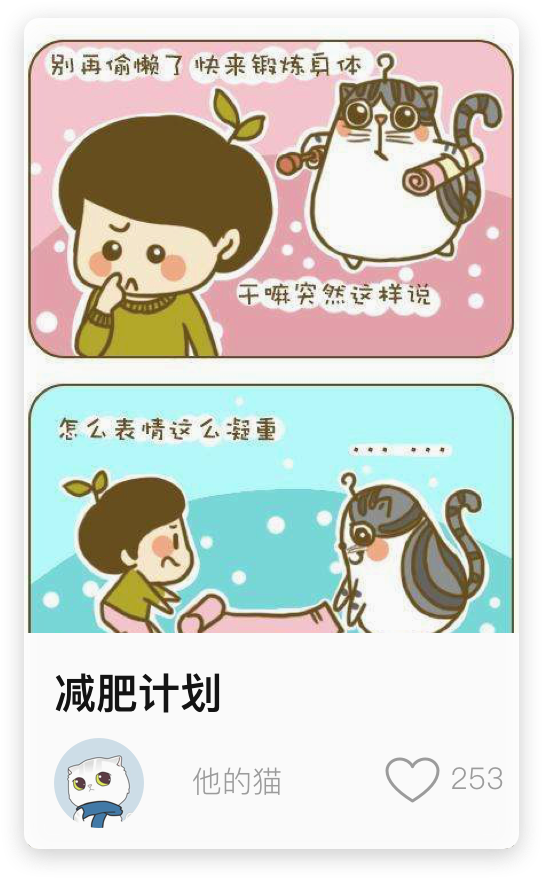 别再偷懒了 快来锻炼身体
干嘛突然这样说
怎么表情这么凝重
... ...
减肥计划
他的猫
253